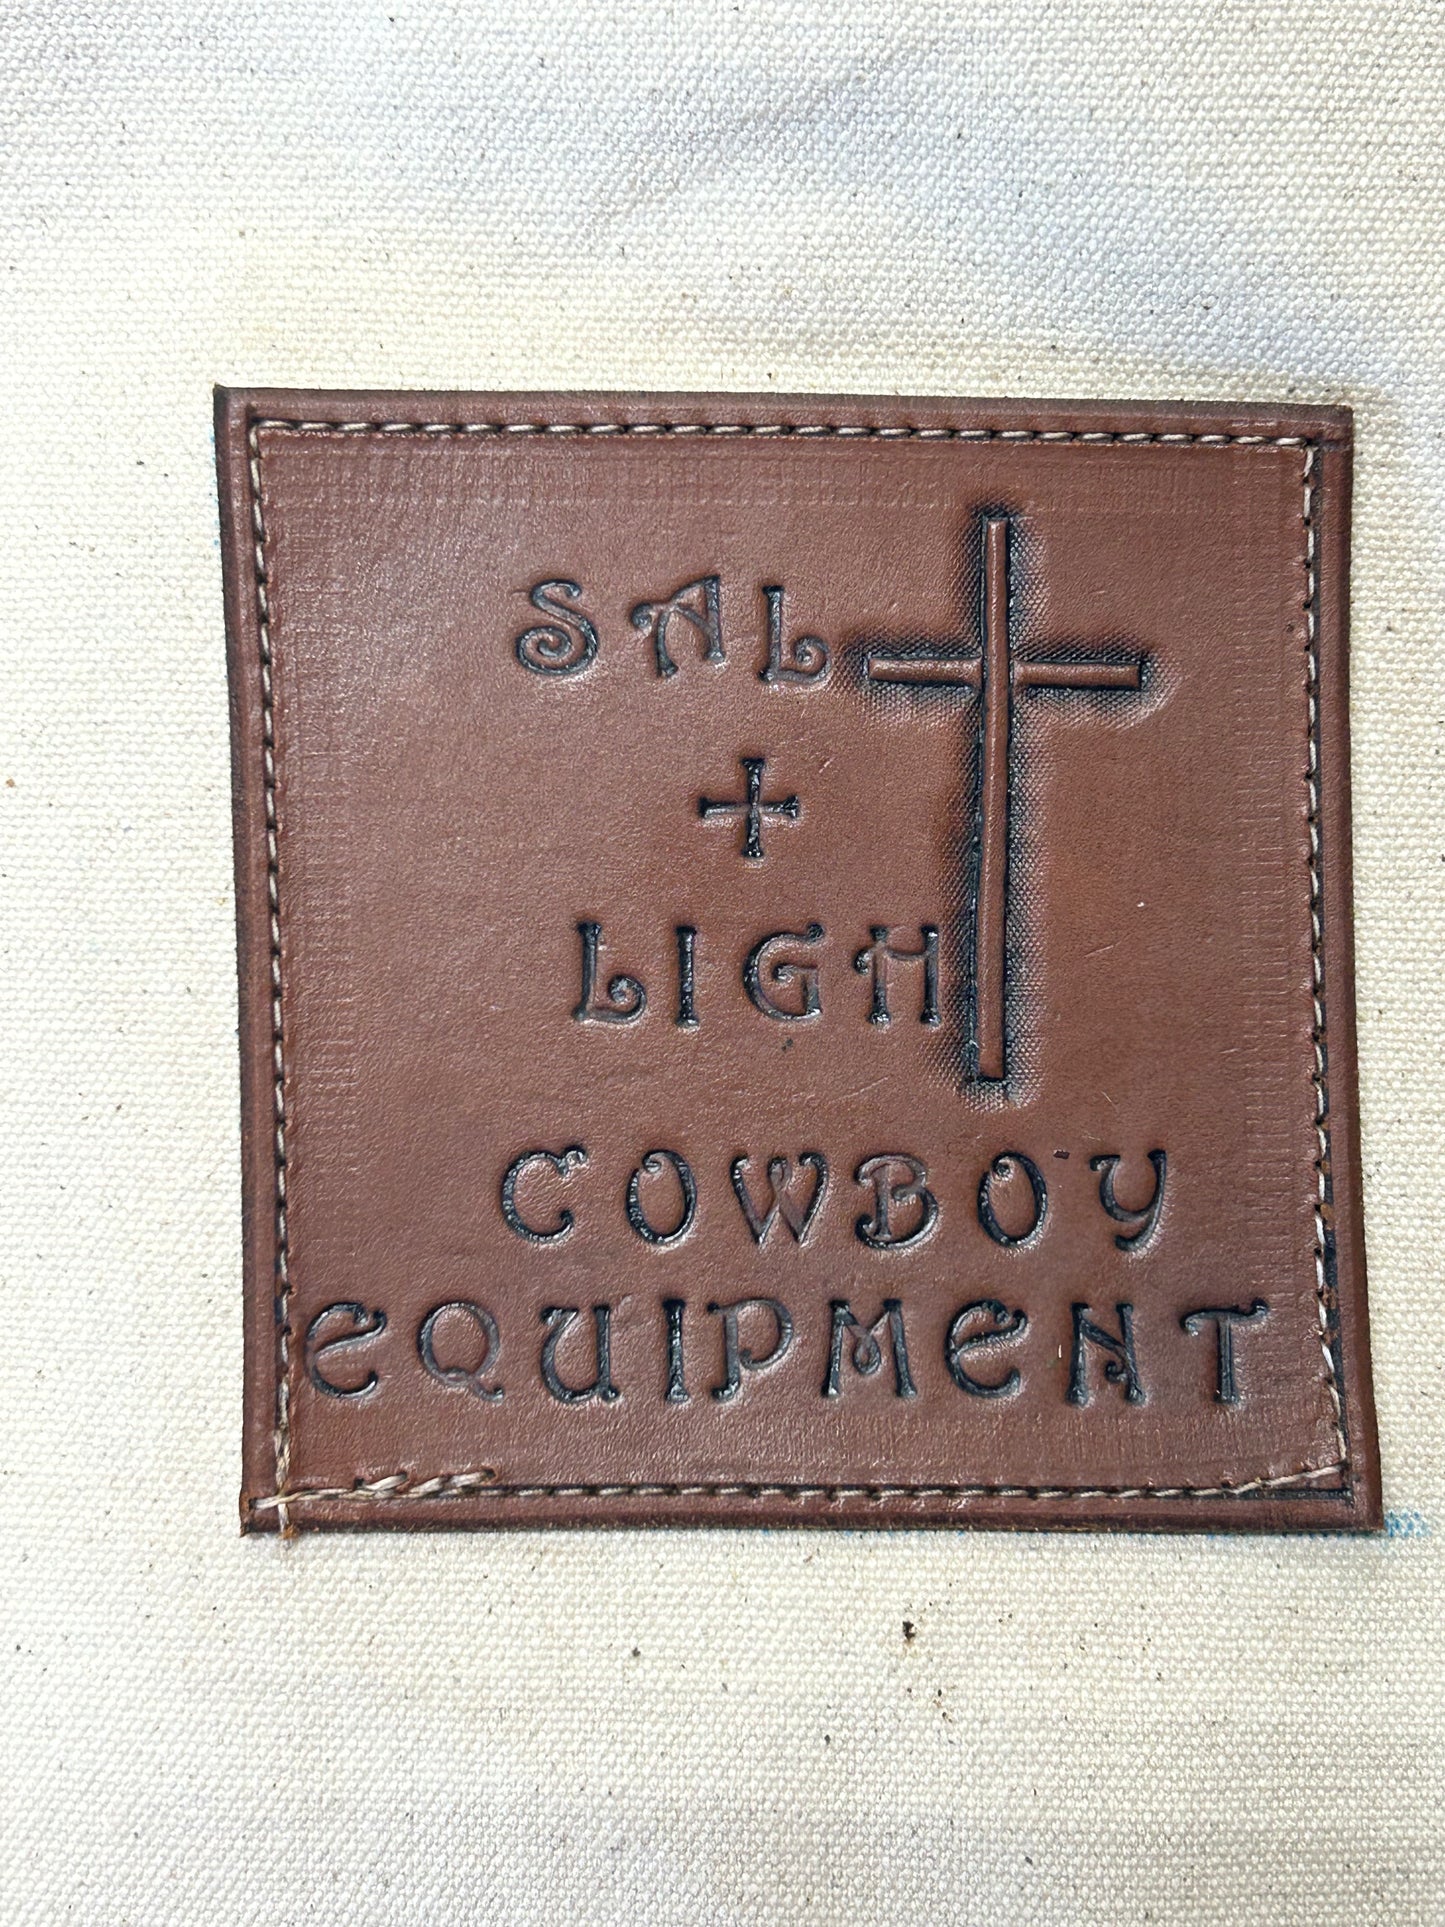 SAL†
+
LIGH†
COWBOY
EQUIPMENT